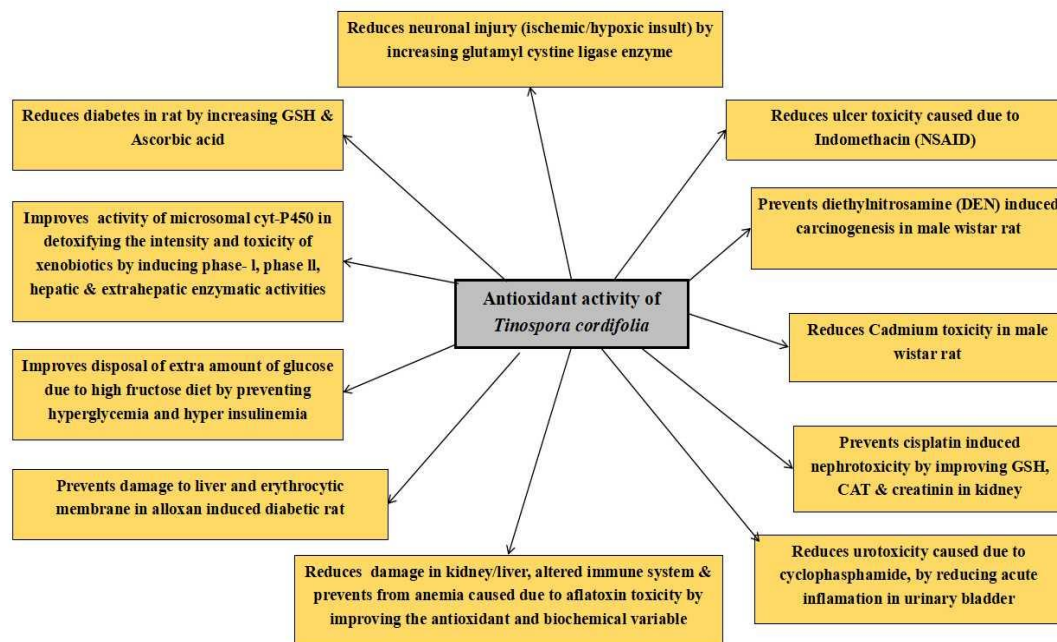 Reduces neuronal injury (ischemic/hypoxic insult) by
increasing glutamyl cystine ligase enzyme
Reduces diabetes in rat by increasing GSH &
Ascorbic acid
Reduces ulcer toxicity caused due to
Indomethacin (NSAID)
Improves activity of microsomal cyt-P450 in
detoxifying the intensity and toxicity of
xenobiotics by inducing phase- l, phase ll,
hepatic & extrahepatic enzymatic activities
Prevents diethylnitrosamine (DEN) induced
carcinogenesis in male wistar rat
Antioxidant activity of
Tinospora cordifolia
Reduces Cadmium toxicity in male
wistar rat
Improves disposal of extra amount of glucose
due to high fructose diet by preventing
hyperglycemia and hyper insulinemia
Prevents cisplatin induced
nephrotoxicity by improving GSH,
CAT & creatinin in kidney
Prevents damage to liver and erythrocytic
membrane in alloxan induced diabetic rat
Reduces damage in kidney/liver, altered immune system &
prevents from anemia caused due to aflatoxin toxicity by
improving the antioxidant and biochemical variable
Reduces urotoxicity caused due to
cyclophasphamide, by reducing acute
inflamation in urinary bladder